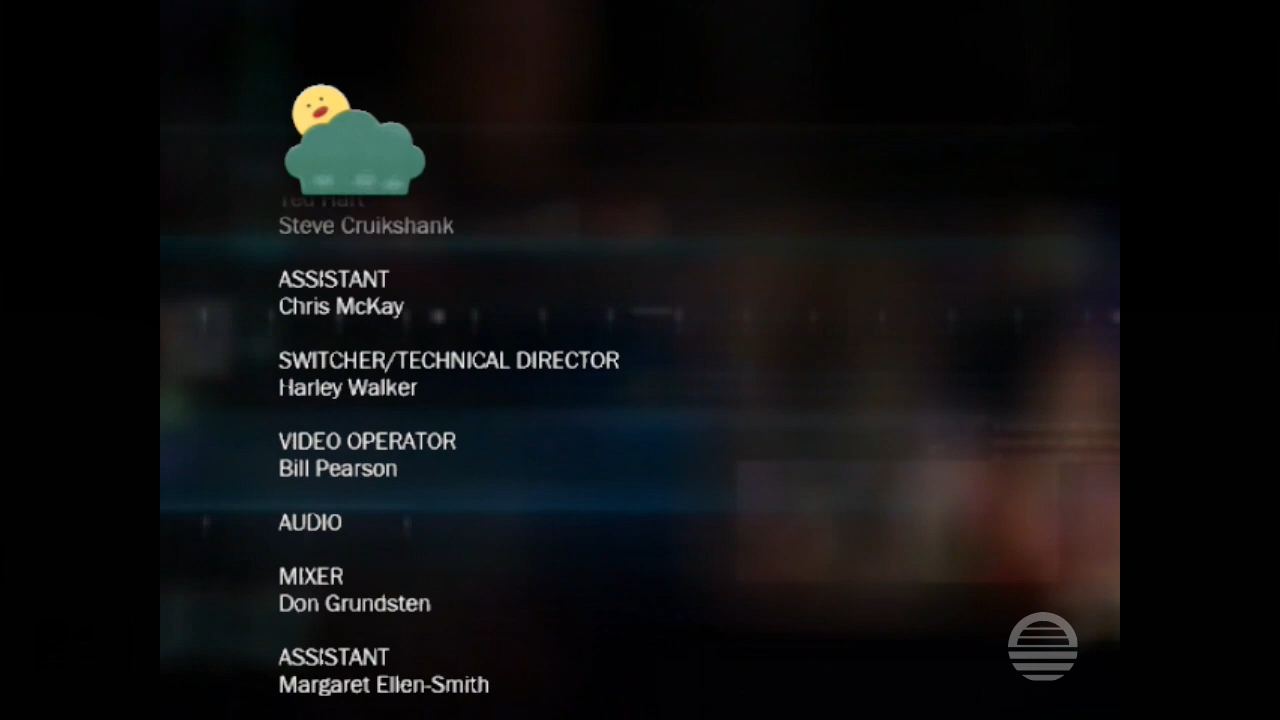 Steve Cruikshank
ASSISTANT
Chris McKay
SWITCHER/TECHNICAL DIRECTOR
Harley Walker
VIDEO OPERATOR
Bill Pearson
AUDIO
MIXER
Don Grundsten
ASSISTANT
Margaret Ellen-Smith